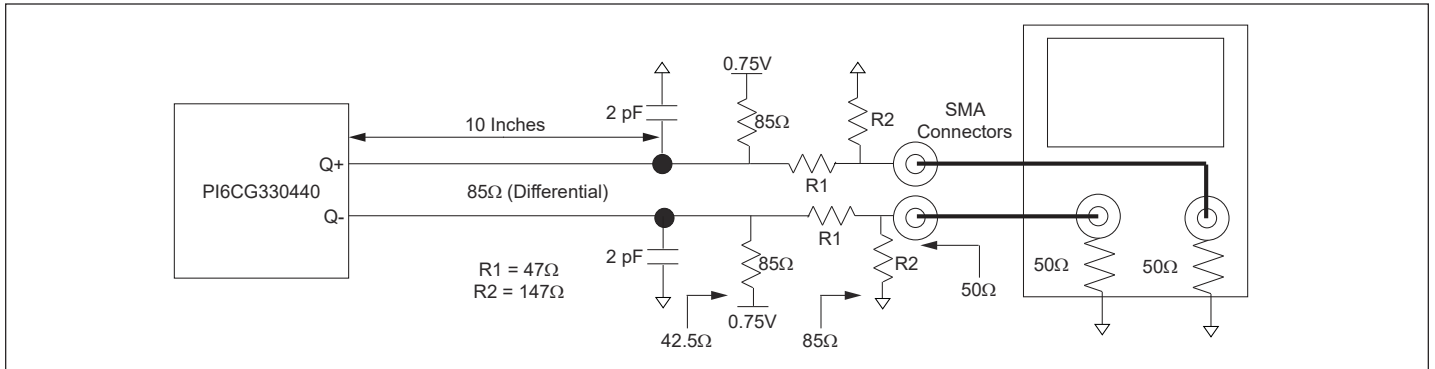 0.75V
2 pF
85Ω
R2
SMA
Connectors
10 Inches
Q+
R1
PI6CG330440
85Ω (Differential)
Q-
R1
2 pF
85Ω
R2
50Ω
50Ω
50Ω
R1 = 47Ω
R2 = 147Ω
0.75V
42.5Ω
85Ω